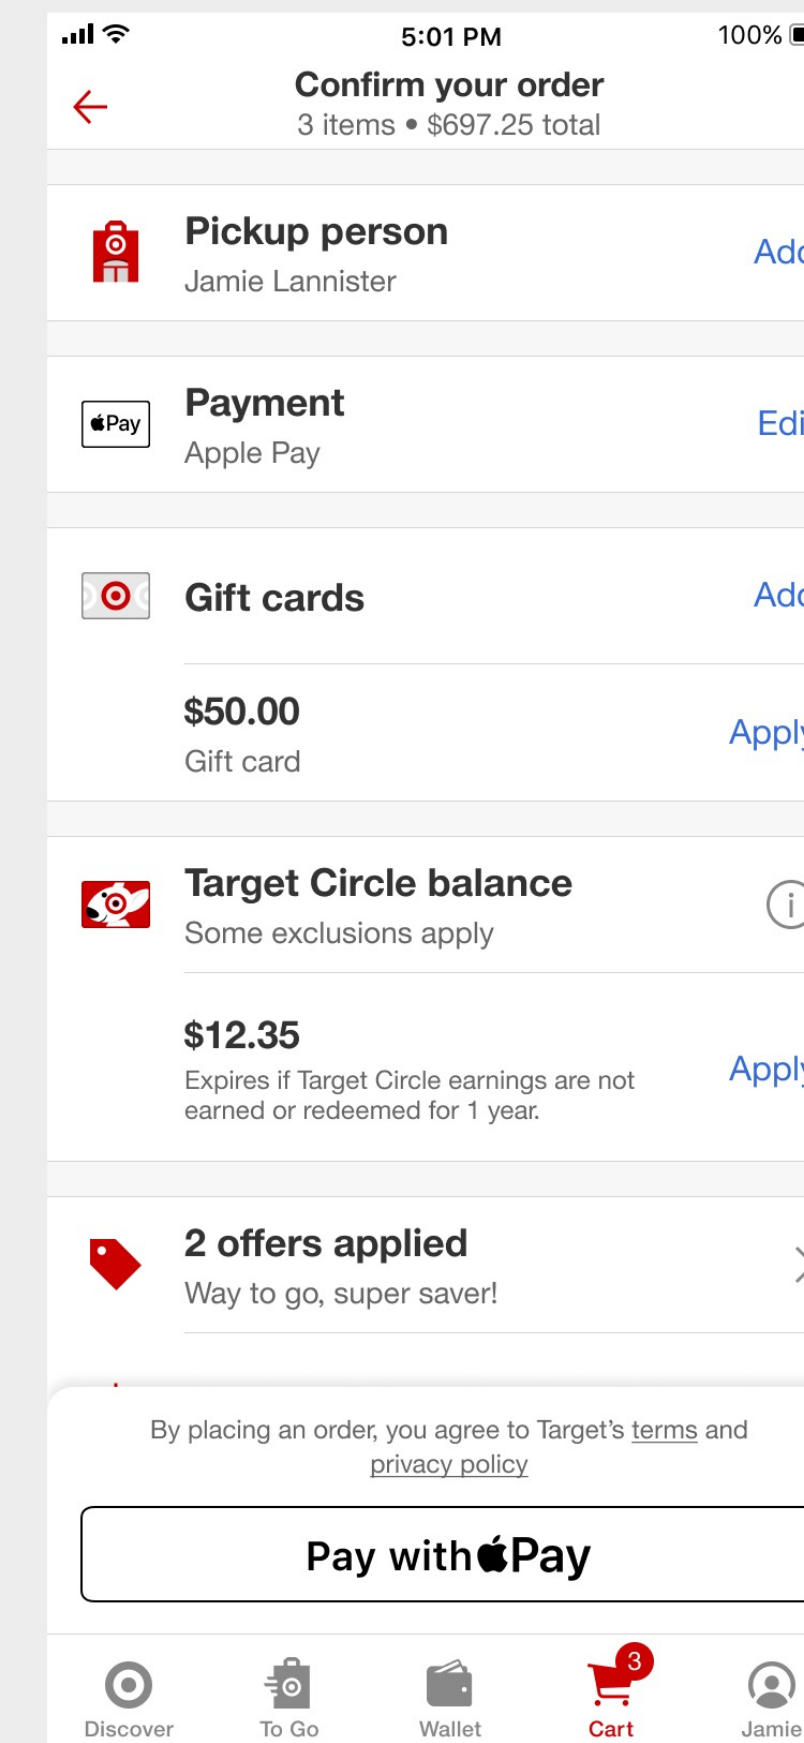 5:01 PM
100%
Confirm your order
3 items • $697.25 total
Pickup person
Jamie Lannister
Pay
Payment
Apple Pay
Edi
Gift cards
$50.00
Gift card
Appl
Target Circle balance
Some exclusions apply
$12.35
Expires if Target Circle earnings are not
earned or redeemed for 1 year.
Appl
2 offers applied
Way to go, super saver!
By placing an order, you agree to Target's terms and
privacy policy
Pay with Pay
3
Discover
To Go
Wallet
Cart
Jamie